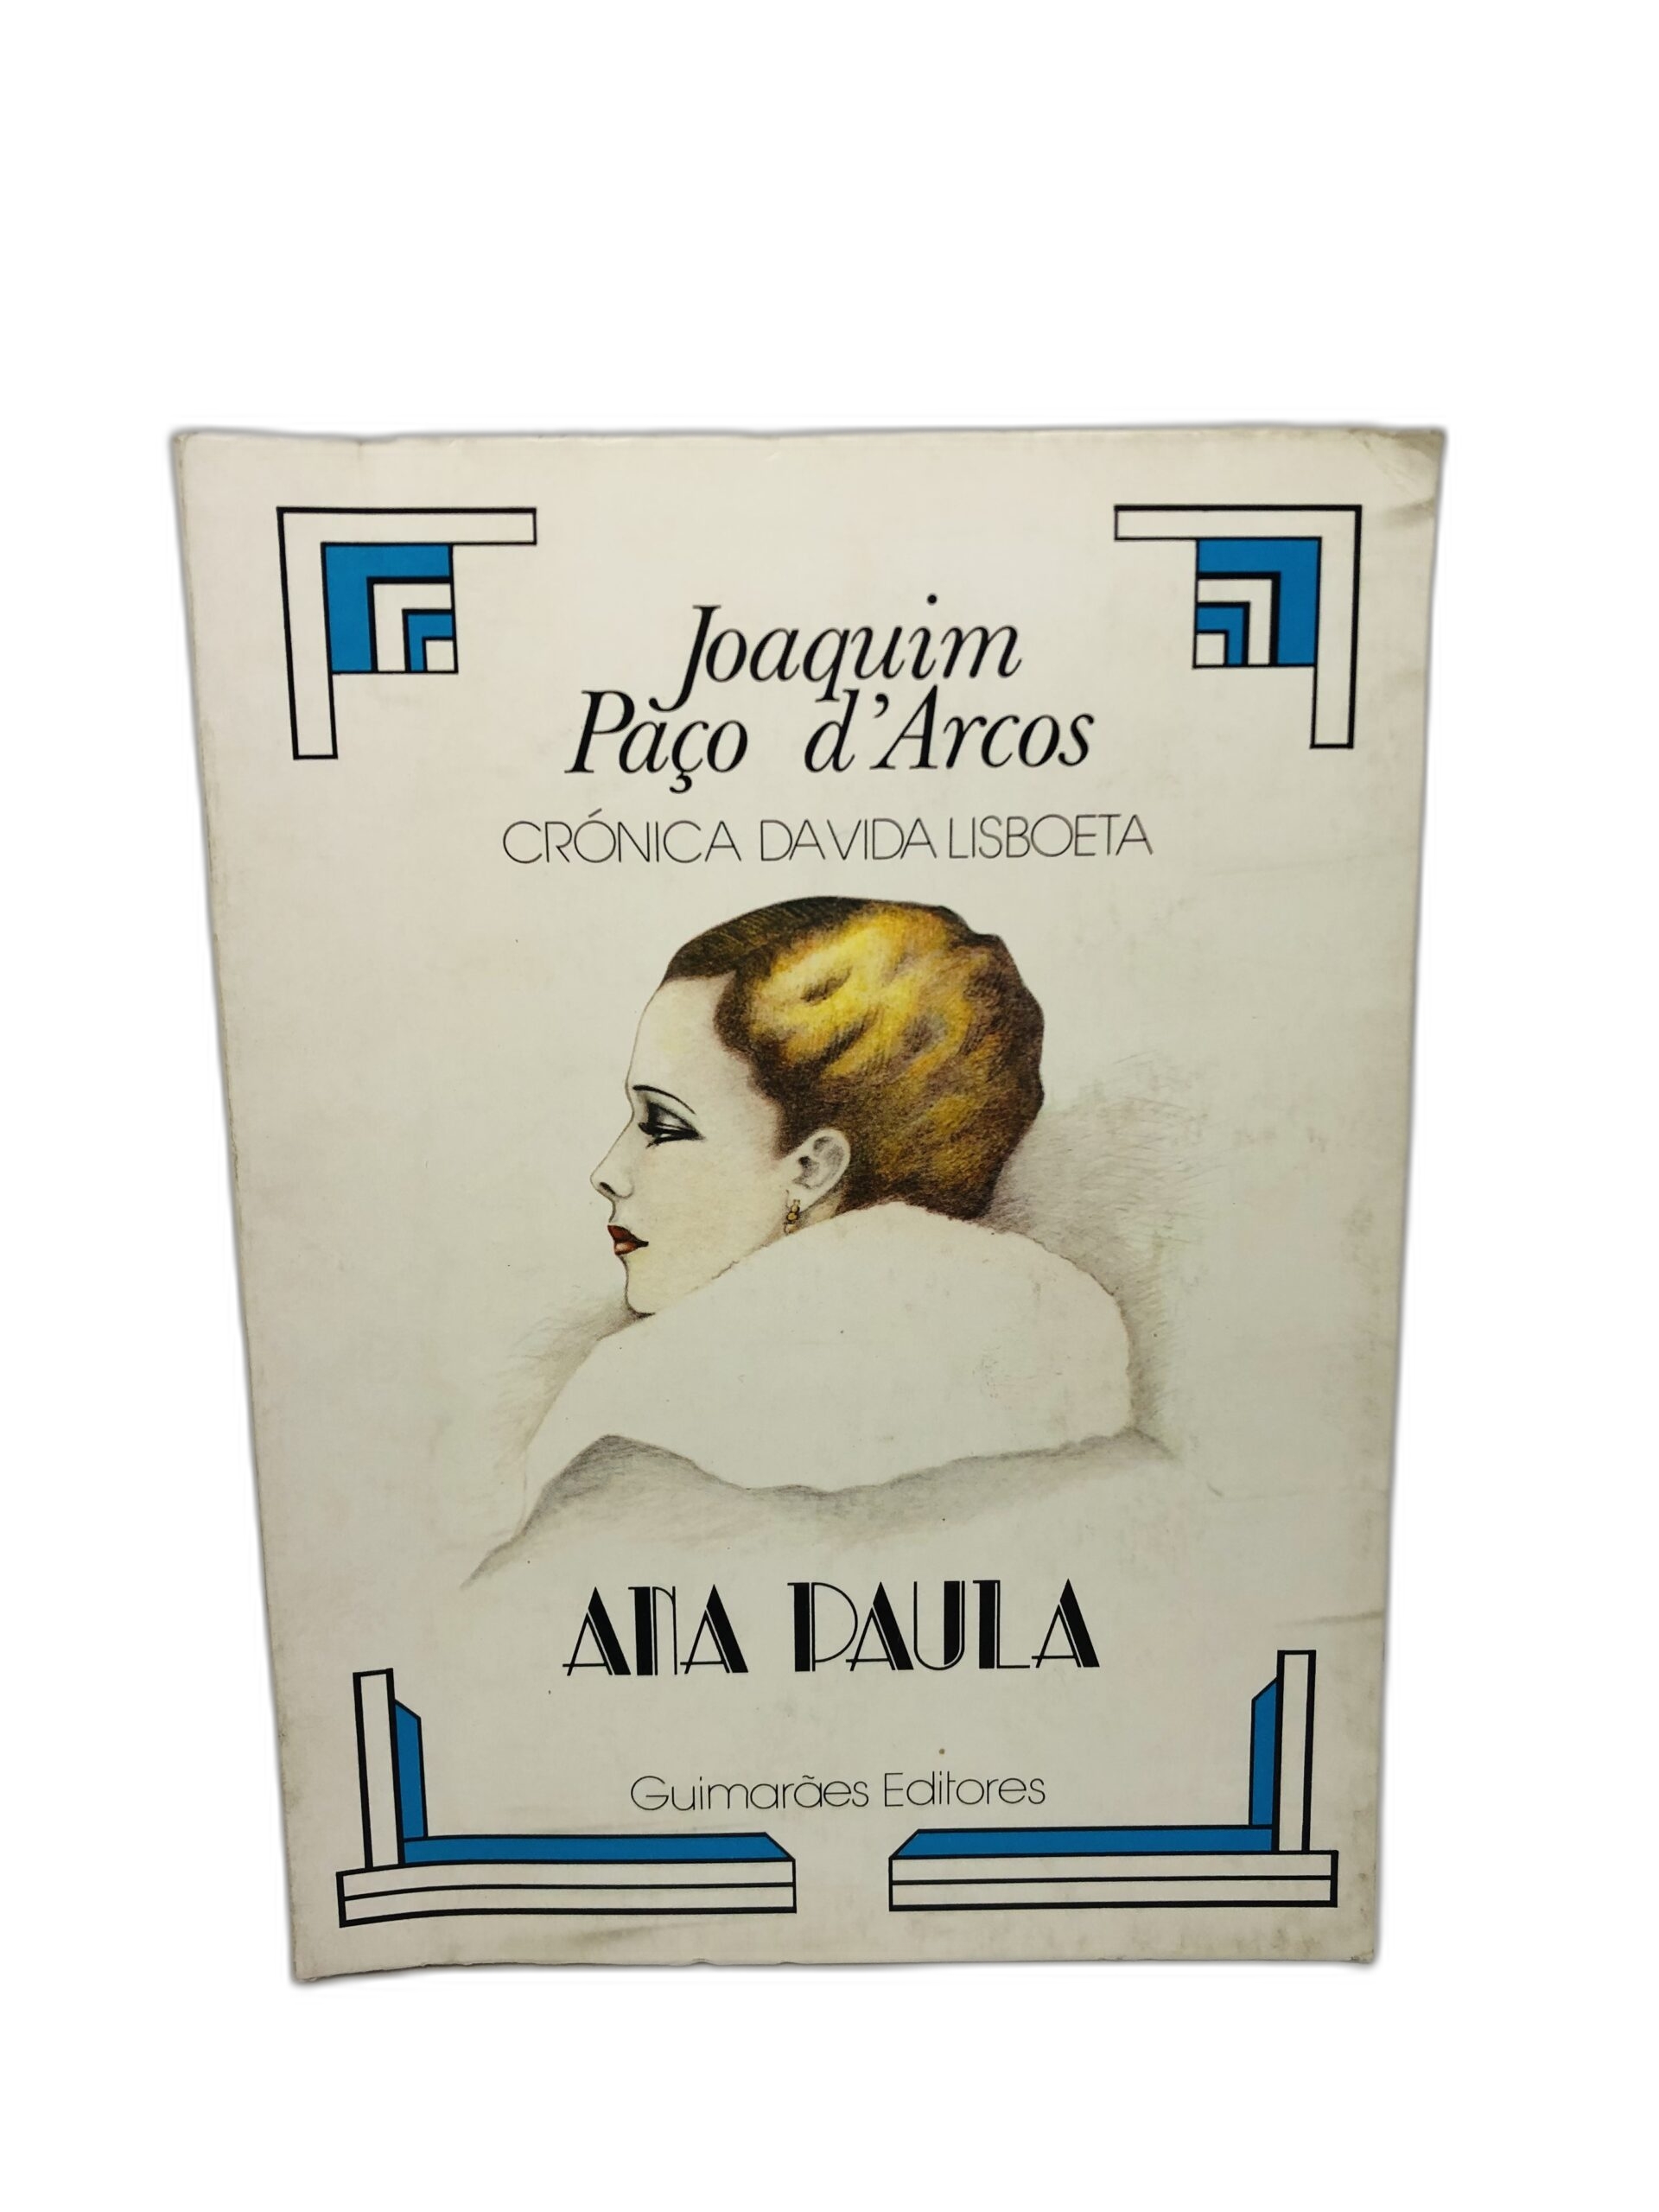 Joaquim
Paço d'Arcos
CRÓNICA DA VIDA LISBOETA
ANA PAULA
Guimarães Editores